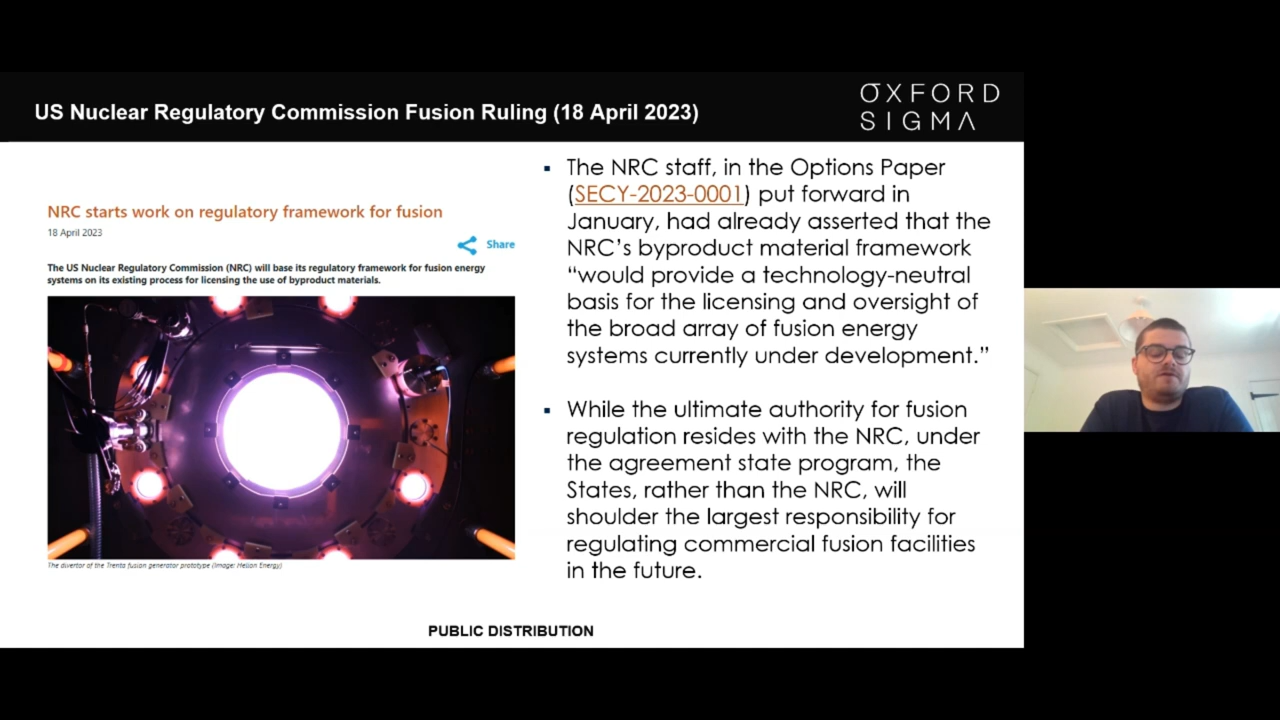 US Nuclear Regulatory Commission Fusion Ruling (18 April 2023)
OXFORD
SIGMA
NRC starts work on regulatory framework for fusion
18 April 2023
Share
The US Nuclear Regulatory Commission (NRC) will base its regulatory framework for fusion energy
systems on its existing process for licensing the use of byproduct materials.
The divertor of the Trenta fusion generator prototype (Image: Helion Energy)
▪ The NRC staff, in the Options Paper
(SECY-2023-0001) put forward in
January, had already asserted that the
NRC’s byproduct material framework
“would provide a technology-neutral
basis for the licensing and oversight of
the broad array of fusion energy
systems currently under development.”
▪ While the ultimate authority for fusion
regulation resides with the NRC, under
the agreement state program, the
States, rather than the NRC, will
shoulder the largest responsibility for
regulating commercial fusion facilities
in the future.
PUBLIC DISTRIBUTION